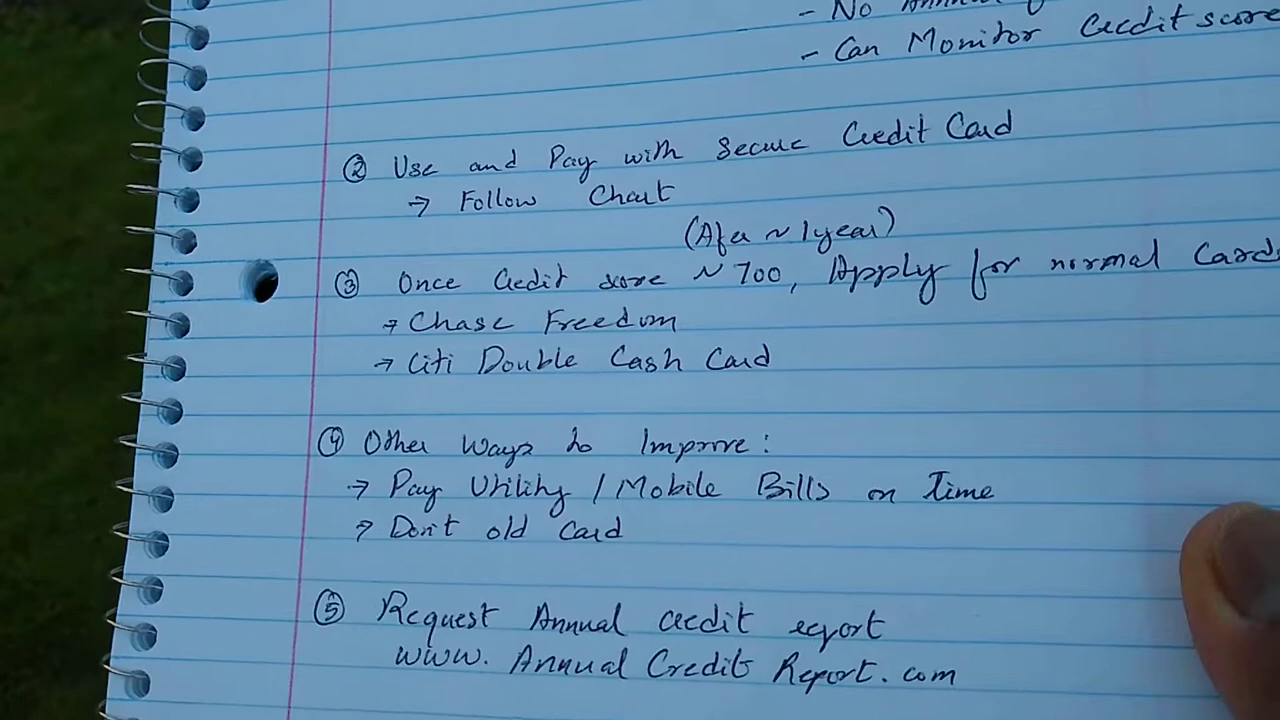 - No
- Can Monitor Credit score
② Use and Pay with Secure Credit Card
→ Follow Chart
(After ~ 1year)
③ Once Credit score ~ 700, Apply for normal Cards
→ Chase Freedom
→ Citi Double Cash Card
④ Other Ways to Improve:
→ Pay Utility / Mobile Bills on Time
→ Don't old Card
⑤ Request Annual credit report
www. Annual Credit Report. com